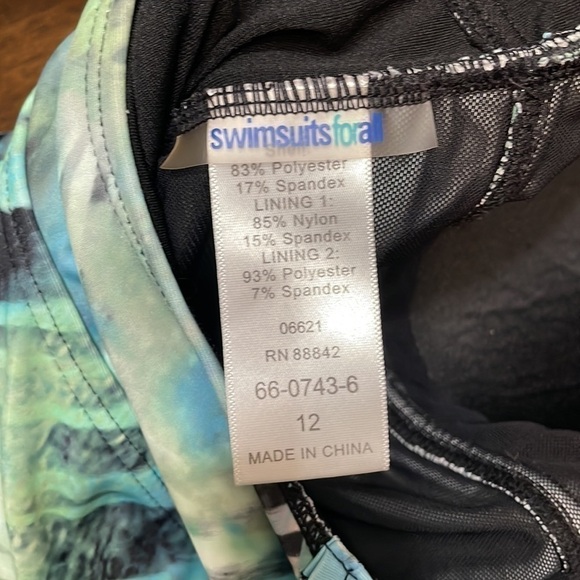 swimsuitsforall
83% Polyester
17% Spandex
LINING 1:
85% Nylon
15% Spandex
LINING 2:
93% Polyester
7% Spandex
06621
RN 88842
66-0743-6
12
MADE IN CHINA